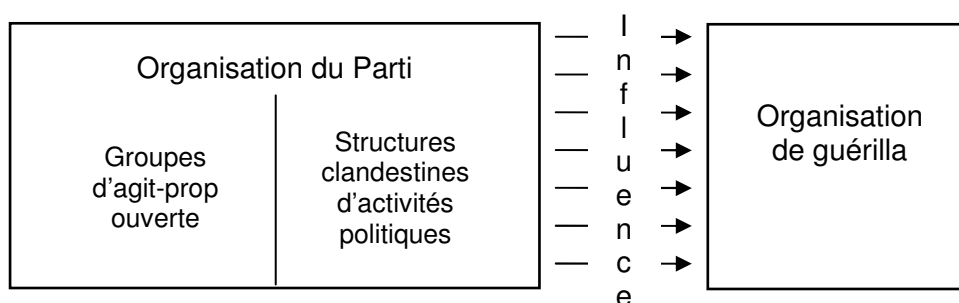 Organisation du Parti
Groupes
d'agit-prop
ouverte
Structures
clandestines
d'activités
politiques
I
n
f
l
u
e
n
c
e
Organisation
de guérilla